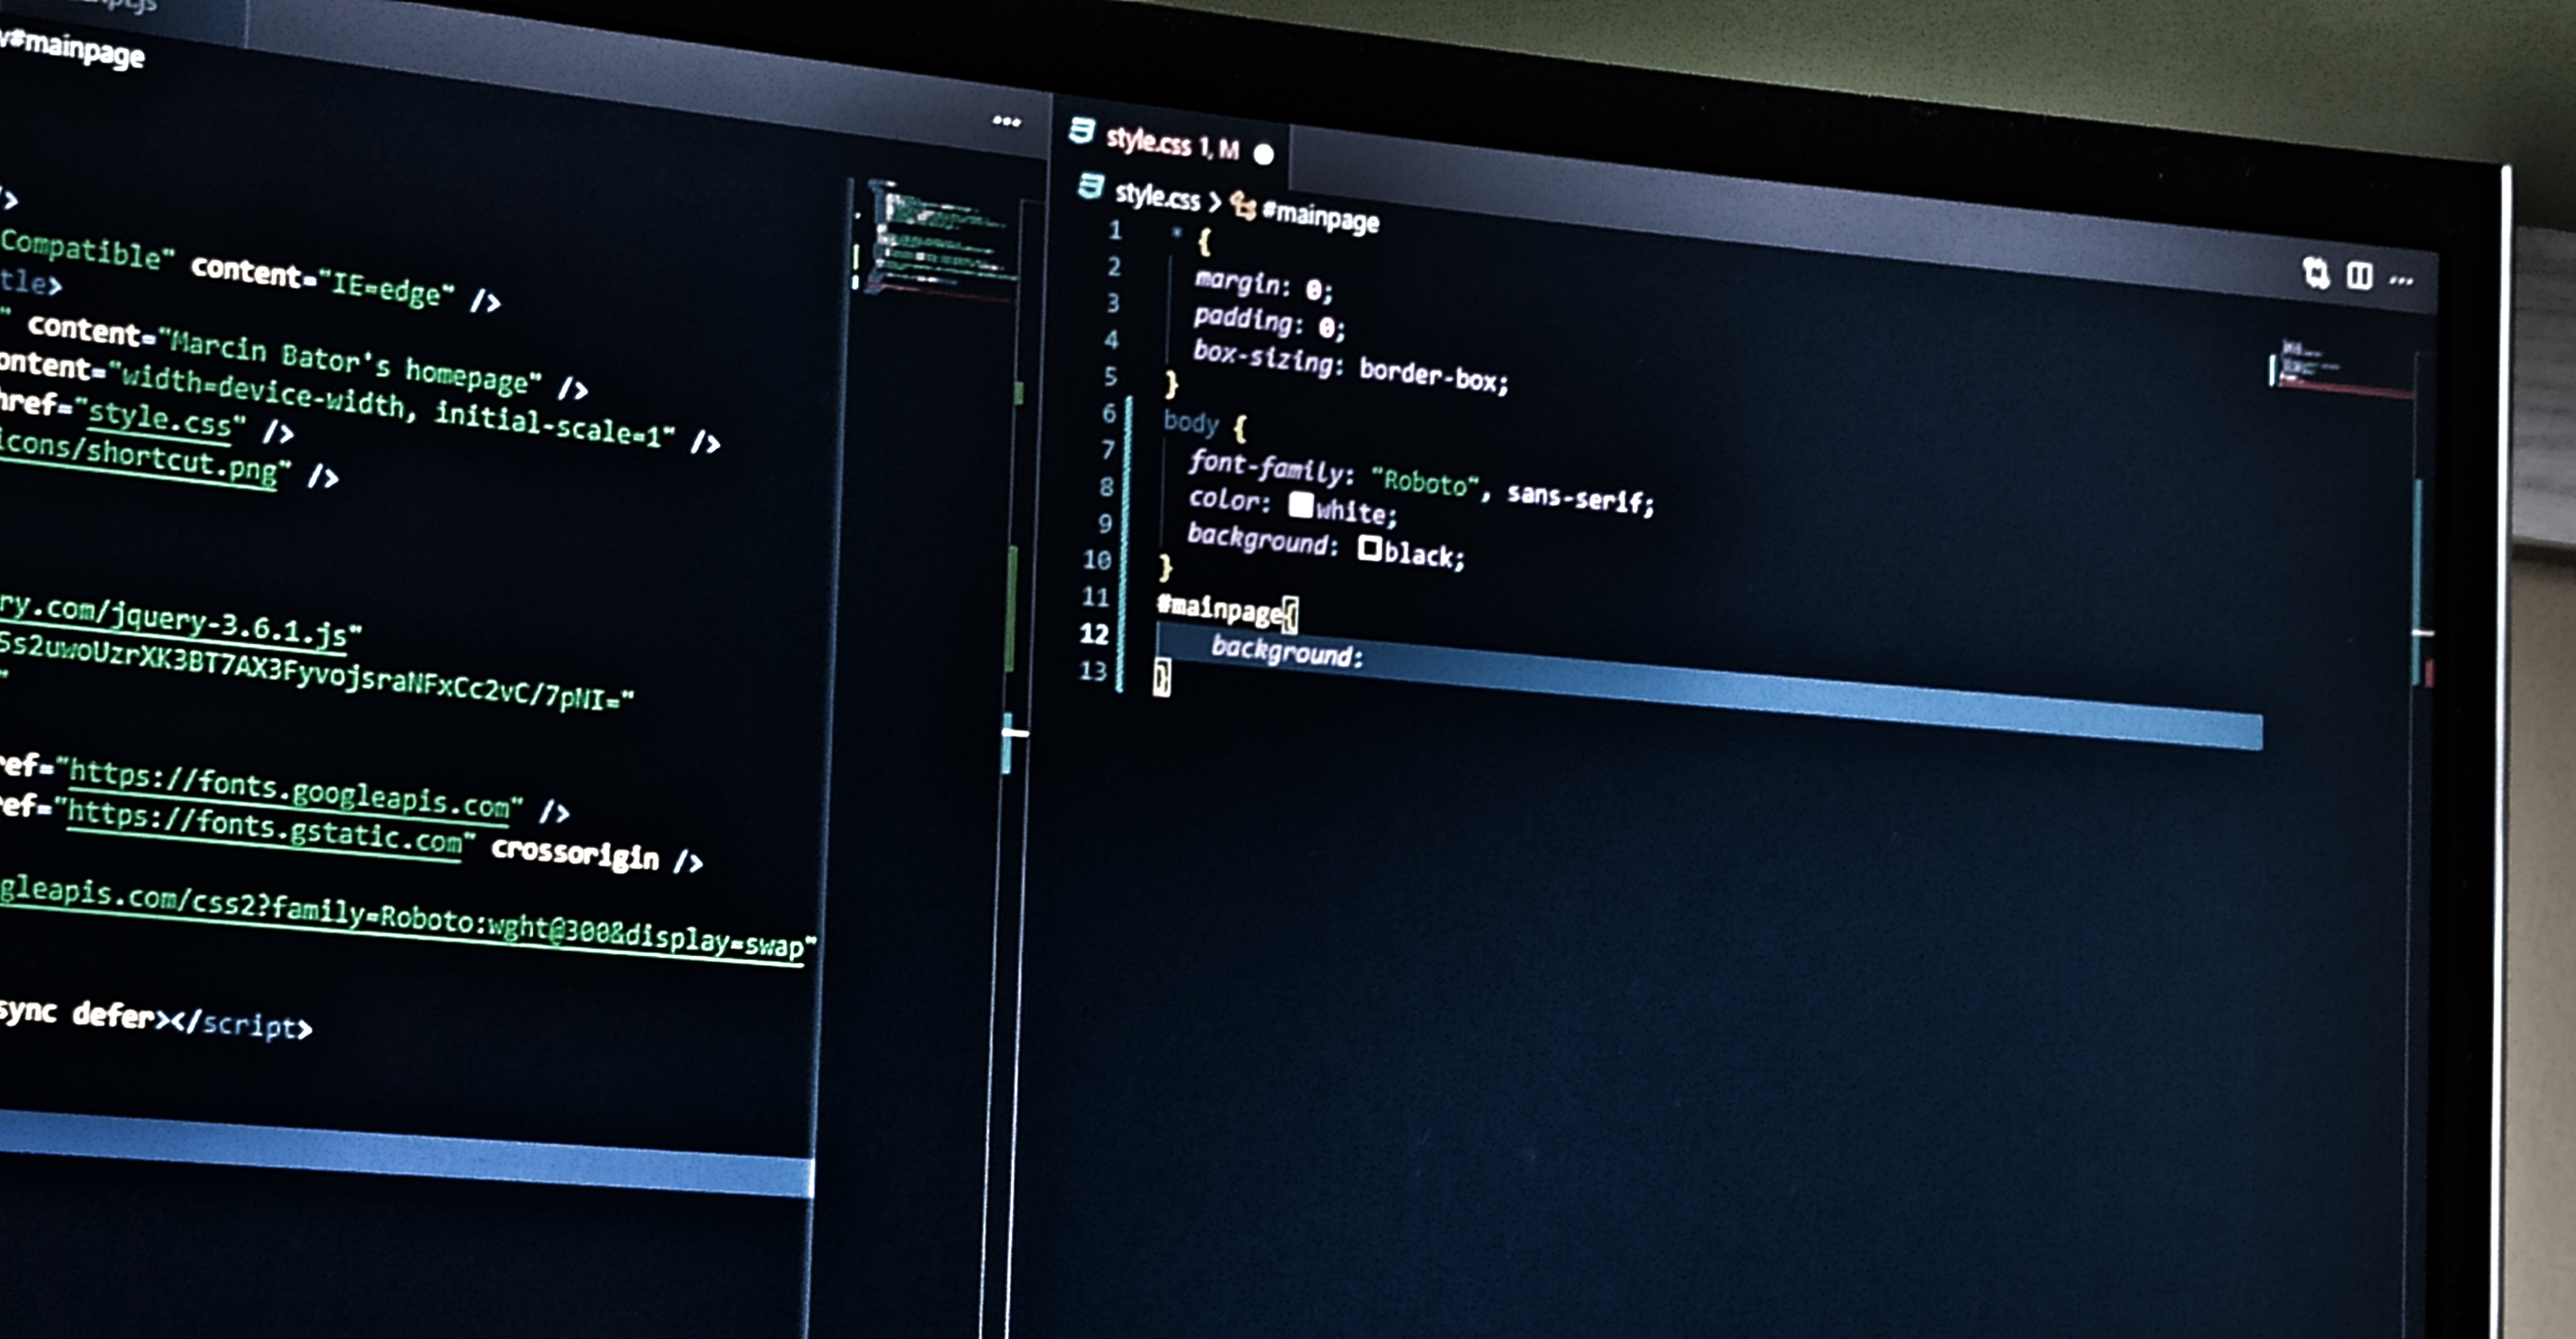 #mainpage
/>
Compatible" content="IE=edge" />
tle>
" content="Marcin Bator's homepage" />
ontent="width=device-width, initial-scale=1" />
href="style.css" />
icons/shortcut.png" />
ry.com/jquery-3.6.1.js"
Ss2uwoUzrXK3BT7AX3FyvojsraNFxCc2vC/7pNI="
"
ref="https://fonts.googleapis.com" />
ref="https://fonts.gstatic.com" crossorigin />
gleapis.com/css2?family=Roboto:wght@300&display=swap"
sync defer></script>
style.css 1, M
style.css > #mainpage
1 * {
2 margin: 0;
3 padding: 0;
4 box-sizing: border-box;
5 }
6 body {
7 font-family: "Roboto", sans-serif;
8 color: white;
9 background: black;
10 }
11 #mainpage{
12 background:
13 }